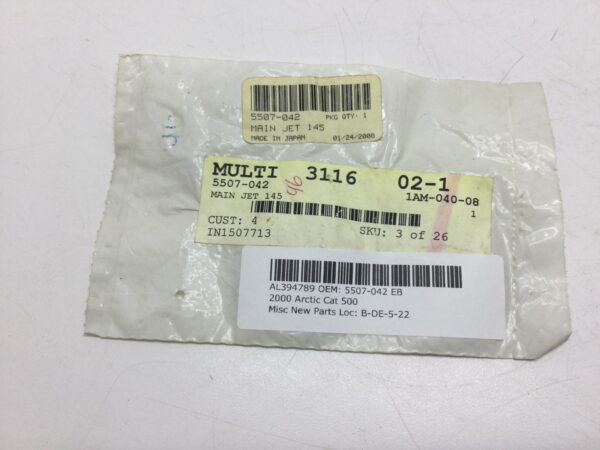 5507-042 PKG QTY: 1
MAIN JET 145
MADE IN JAPAN 01/24/2000
MULTI 3116 02-1
5507-042 1AM-040-08
MAIN JET 145 46 1
CUST: 4 SKU: 3 of 26
IN1507713
AL394789 OEM: 5507-042 EB
2000 Arctic Cat 500
Misc New Parts Loc: B-DE-5-22